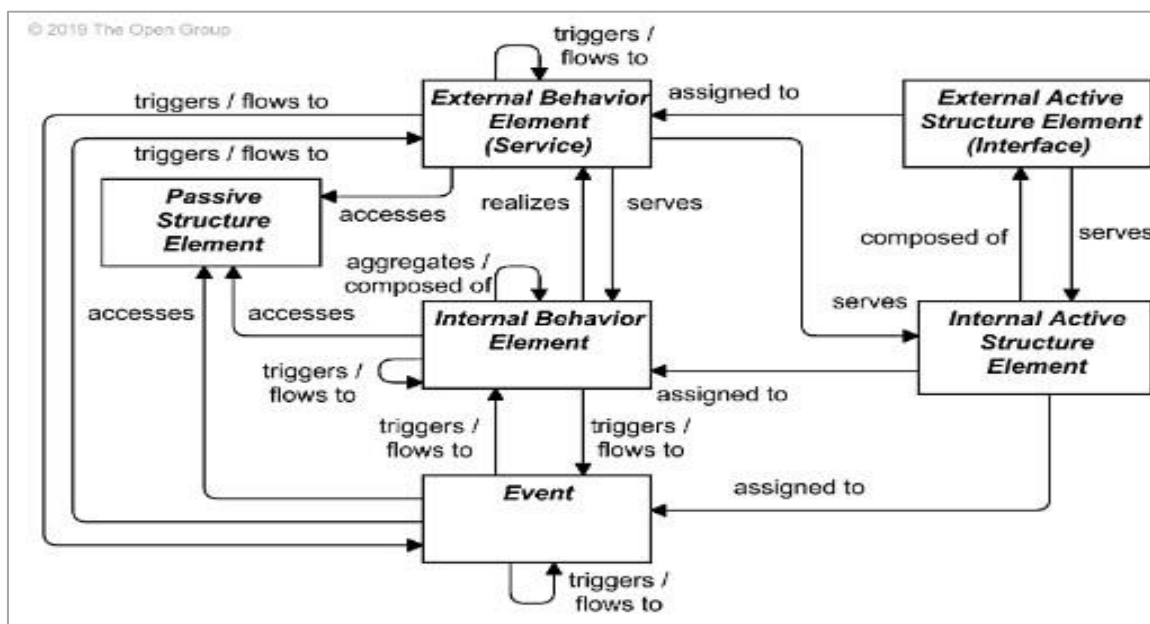 © 2019 The Open Group
triggers /
flows to
triggers / flows to
External Behavior
Element
(Service)
assigned to
External Active
Structure Element
(Interface)
triggers / flows to
Passive
Structure
Element
accesses
realizes
serves
composed of
serves
aggregates /
composed of
accesses
accesses
Internal Behavior
Element
serves
Internal Active
Structure
Element
triggers /
flows to
assigned to
triggers /
flows to
triggers /
flows to
Event
assigned to
triggers /
flows to